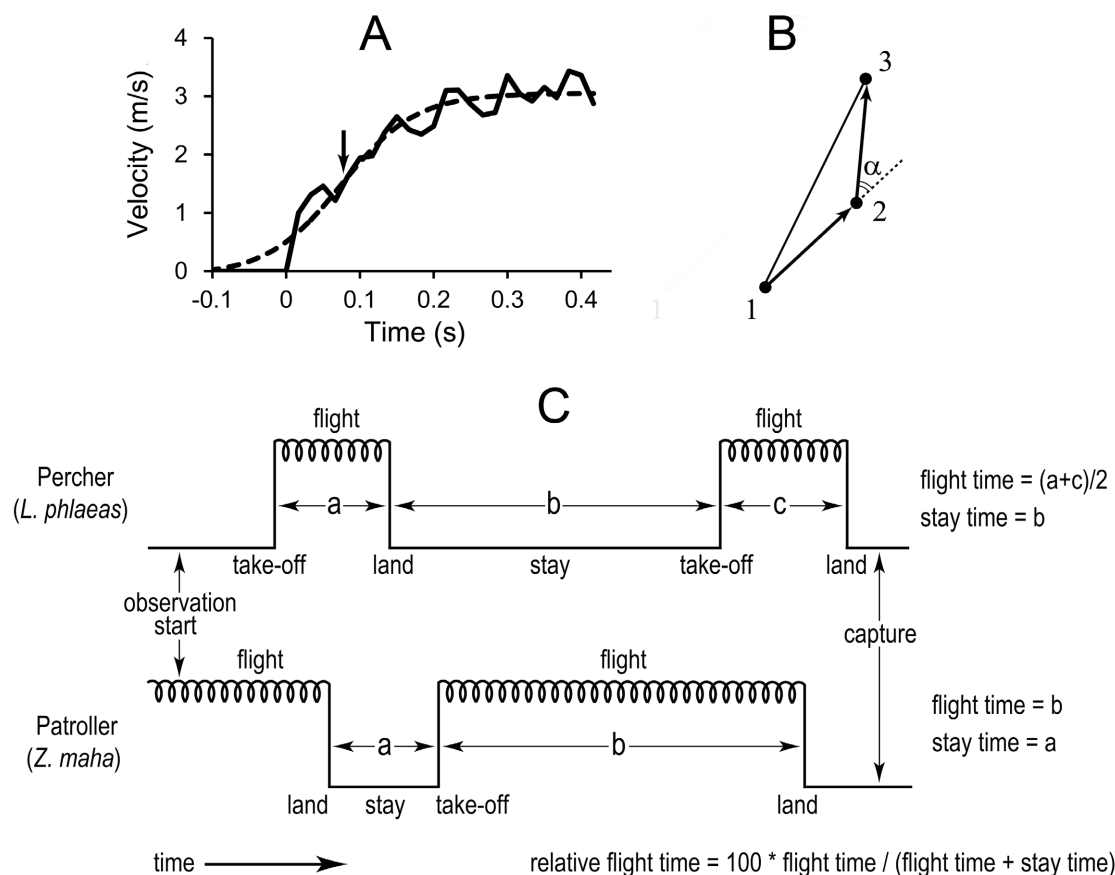 A
4
3
2
1
0
-0.1
0
0.1
0.2
0.3
0.4
Velocity (m/s)
Time (s)
B
3
α
2
1
1
C
flight
flight
Percher
(L. phlaeas)
a
b
c
flight time = (a+c)/2
stay time = b
take-off
land
stay
take-off
land
observation
start
capture
flight
flight
Patroller
(Z. maha)
a
b
flight time = b
stay time = a
land
stay
take-off
land
time
relative flight time = 100 * flight time / (flight time + stay time)